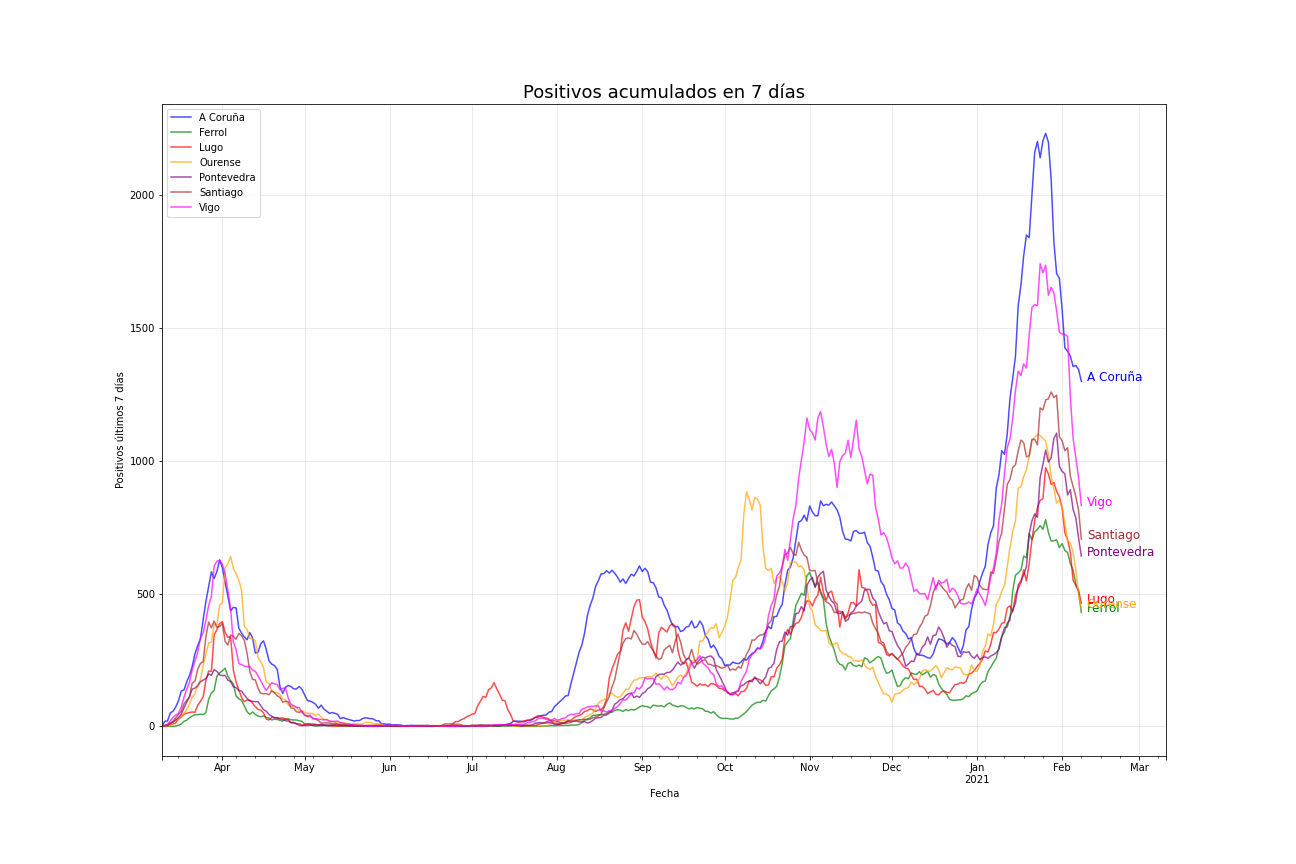 Positivos acumulados en 7 días
A Coruña
Ferrol
Lugo
Ourense
Pontevedra
Santiago
Vigo
Positivos últimos 7 días
2000
1500
1000
500
0
A Coruña
Vigo
Santiago
Pontevedra
Lugo
Ourense
Ferrol
Apr May Jun Jul Aug Sep Oct Nov Dec Jan Feb Mar
2021
Fecha